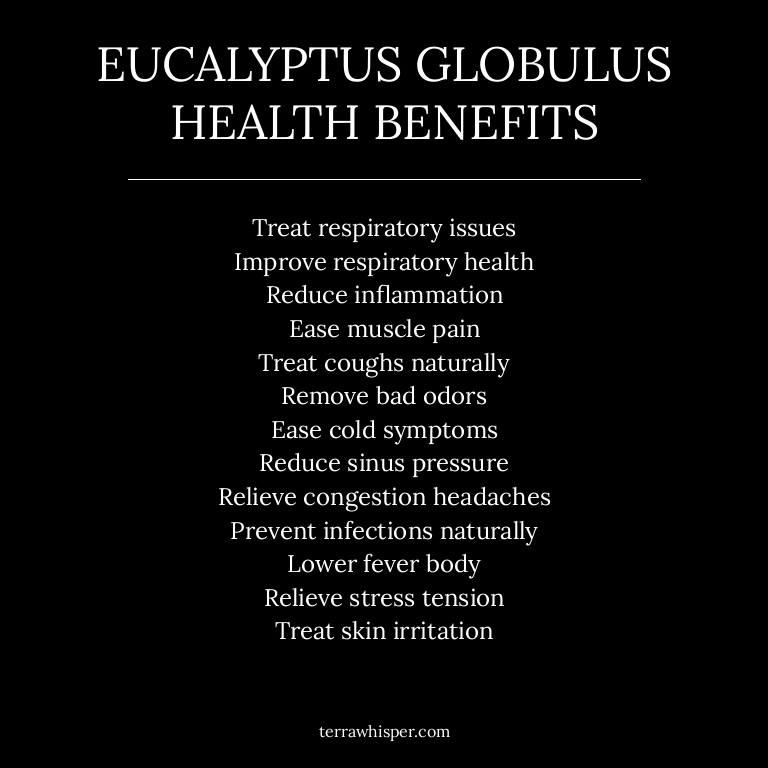 EUCALYPTUS GLOBULUS
HEALTH BENEFITS
Treat respiratory issues
Improve respiratory health
Reduce inflammation
Ease muscle pain
Treat coughs naturally
Remove bad odors
Ease cold symptoms
Reduce sinus pressure
Relieve congestion headaches
Prevent infections naturally
Lower fever body
Relieve stress tension
Treat skin irritation
terrawhisper.com